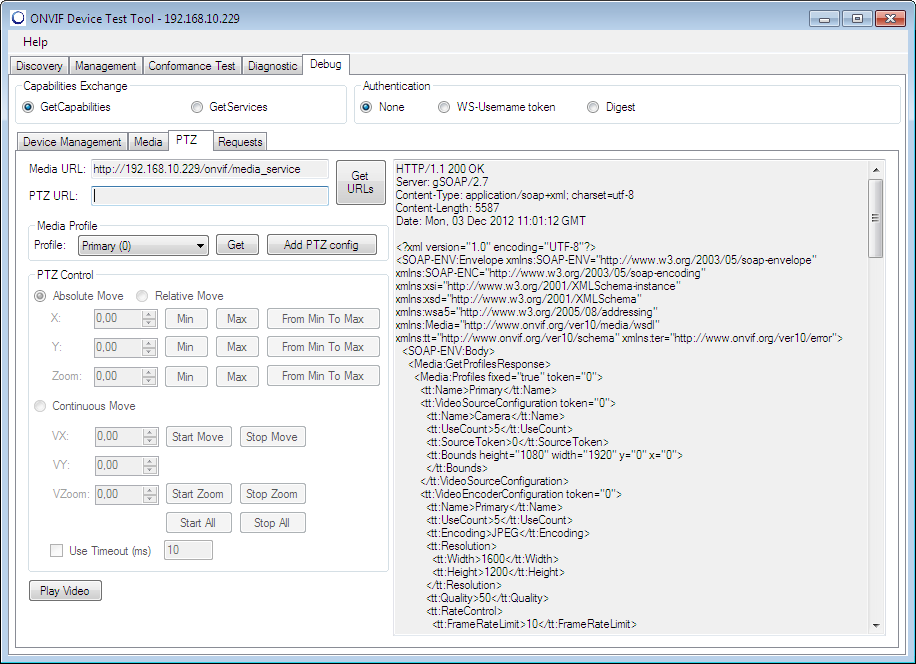 ONVIF Device Test Tool - 192.168.10.229
Help
Discovery Management Conformance Test Diagnostic Debug
Capabilities Exchange
GetCapabilities GetServices
Authentication
None WS-Username token Digest
Device Management Media PTZ Requests
Media URL: http://192.168.10.229/onvif/media_service
PTZ URL:
Get URLs
Media Profile
Profile: Primary (0) Get Add PTZ config
PTZ Control
Absolute Move Relative Move
X: 0,00 Min Max From Min To Max
Y: 0,00 Min Max From Min To Max
Zoom: 0,00 Min Max From Min To Max
Continuous Move
VX: 0,00 Start Move Stop Move
VY: 0,00
VZoom: 0,00 Start Zoom Stop Zoom
Start All Stop All
Use Timeout (ms) 10
Play Video
HTTP/1.1 200 OK
Server: gSOAP/2.7
Content-Type: application/soap+xml; charset=utf-8
Content-Length: 5587
Date: Mon, 03 Dec 2012 11:01:12 GMT
<?xml version="1.0" encoding="UTF-8"?>
<SOAP-ENV:Envelope xmlns:SOAP-ENV="http://www.w3.org/2003/05/soap-envelope"
xmlns:SOAP-ENC="http://www.w3.org/2003/05/soap-encoding"
xmlns:xsi="http://www.w3.org/2001/XMLSchema-instance"
xmlns:xsd="http://www.w3.org/2001/XMLSchema"
xmlns:wsa5="http://www.w3.org/2005/08/addressing"
xmlns:Media="http://www.onvif.org/ver10/media/wsdl"
xmlns:tt="http://www.onvif.org/ver10/schema" xmlns:ter="http://www.onvif.org/ver10/error">
<SOAP-ENV:Body>
<Media:GetProfilesResponse>
<Media:Profiles fixed="true" token="0">
<tt:Name>Primary</tt:Name>
<tt:VideoSourceConfiguration token="0">
<tt:Name>Camera</tt:Name>
<tt:UseCount>5</tt:UseCount>
<tt:SourceToken>0</tt:SourceToken>
<tt:Bounds height="1080" width="1920" y="0" x="0">
</tt:Bounds>
</tt:VideoSourceConfiguration>
<tt:VideoEncoderConfiguration token="0">
<tt:Name>Primary</tt:Name>
<tt:UseCount>5</tt:UseCount>
<tt:Encoding>JPEG</tt:Encoding>
<tt:Resolution>
<tt:Width>1600</tt:Width>
<tt:Height>1200</tt:Height>
</tt:Resolution>
<tt:Quality>50</tt:Quality>
<tt:RateControl>
<tt:FrameRateLimit>10</tt:FrameRateLimit>